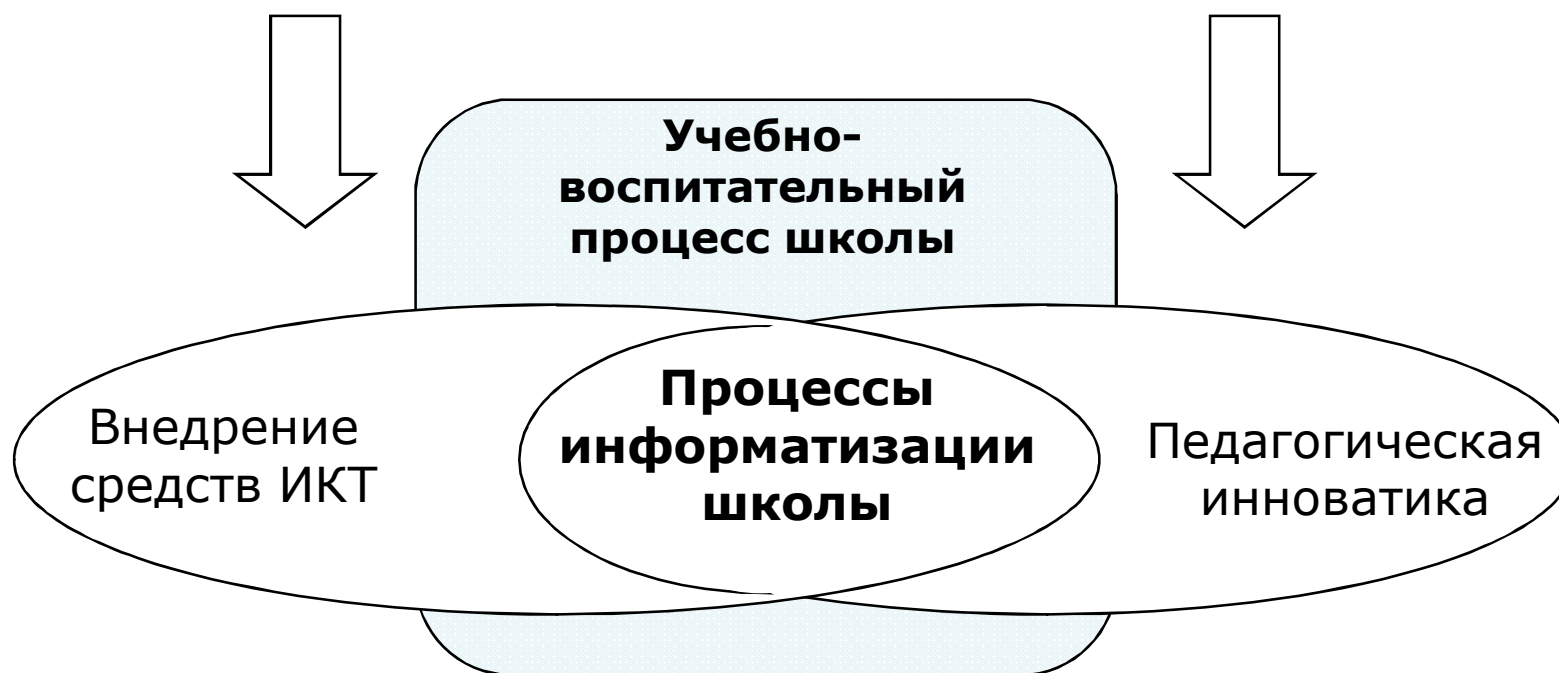 Учебно-
воспитательный
процесс школы
Внедрение
средств ИКТ
Процессы
информатизации
школы
Педагогическая
инноватика